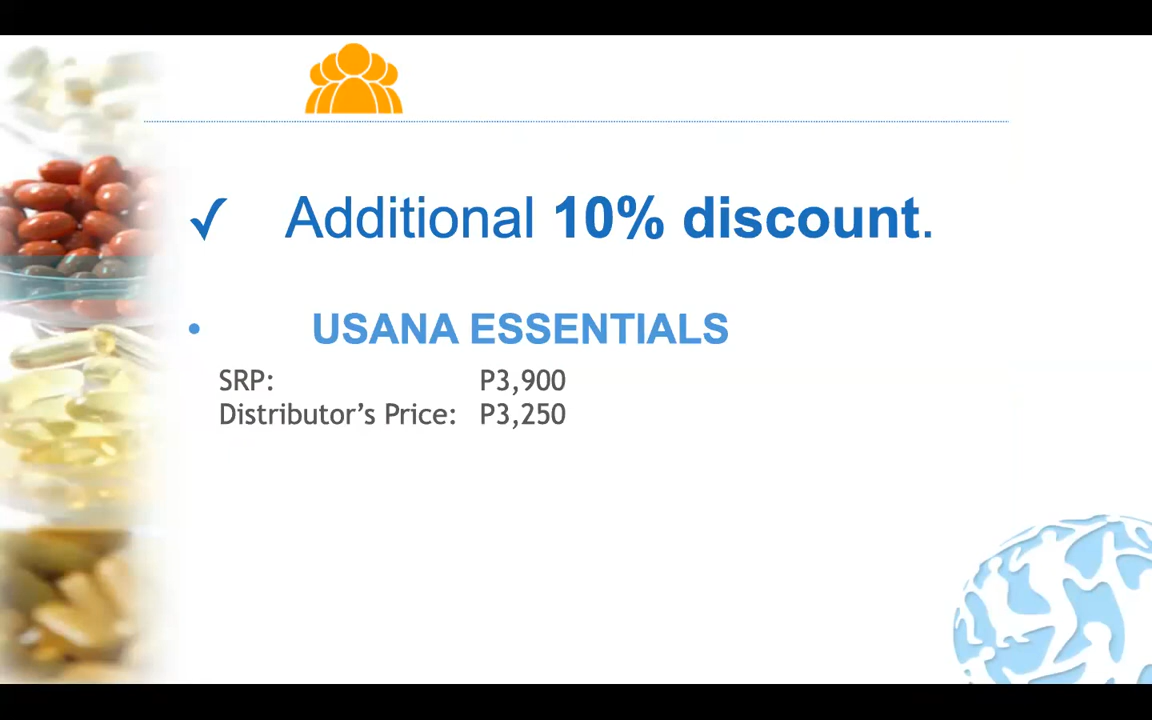 ✓ Additional 10% discount.
• USANA ESSENTIALS
SRP: P3,900
Distributor’s Price: P3,250